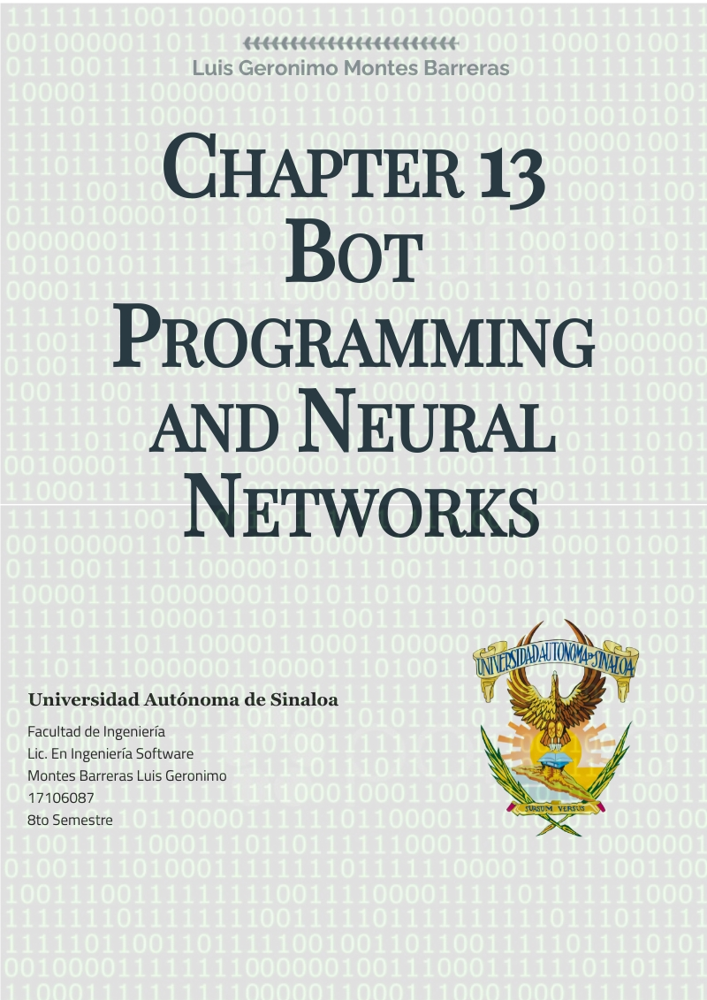 Luis Geronimo Montes Barreras
Chapter 13
Bot
Programming
and Neural
Networks
UNIVERSIDAD AUTONOMA DE SINALOA
Universidad Autónoma de Sinaloa
Facultad de Ingeniería
Lic. En Ingeniería Software
Montes Barreras Luis Geronimo
17106087
8to Semestre
SURSUM VERSUS